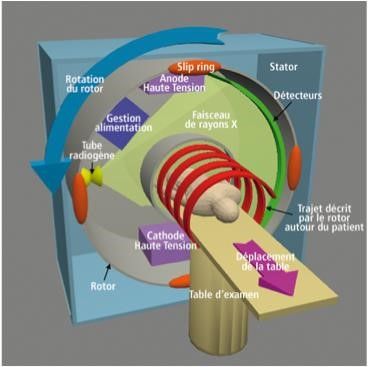 Slip ring
Stator
Rotation
du rotor
Anode
Haute Tension
Détecteurs
Gestion
alimentation
Faisceau
de rayons X
Tube
radiogène
Trajet décrit
par le rotor
autour du patient
Cathode
Haute Tension
Déplacement
de la table
Rotor
Table d'examen